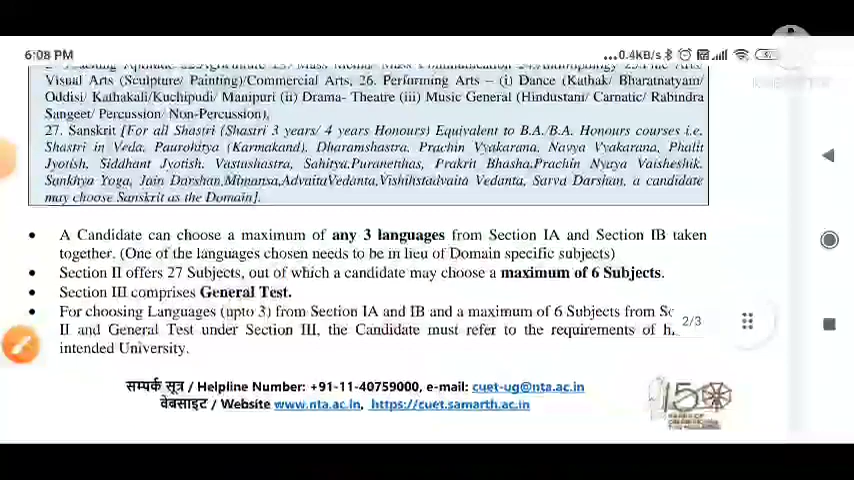 6:08 PM
...0.4KB/s
Visual Arts (Sculpture/ Painting)/Commercial Arts, 26. Performing Arts – (i) Dance (Kathak/ Bharatnatyam/
Oddisi/ Kathakali/Kuchipudi/ Manipuri (ii) Drama- Theatre (iii) Music General (Hindustani/ Carnatic/ Rabindra
Sangeet/ Percussion/ Non-Percussion),
27. Sanskrit [For all Shastri (Shastri 3 years/ 4 years Honours) Equivalent to B.A./B.A. Honours courses i.e.
Shastri in Veda, Paurohitya (Karmakand), Dharamshastra, Prachin Vyakarana, Navya Vyakarana, Phalit
Jyotish, Siddhant Jyotish, Vastushastra, Sahitya,Puranetihas, Prakrit Bhasha,Prachin Nyaya Vaisheshik,
Sankhya Yoga, Jain Darshan,Mimansa,AdvaitaVedanta,Vishihstadvaita Vedanta, Sarva Darshan, a candidate
may choose Sanskrit as the Domain].
• A Candidate can choose a maximum of any 3 languages from Section IA and Section IB taken
together. (One of the languages chosen needs to be in lieu of Domain specific subjects)
• Section II offers 27 Subjects, out of which a candidate may choose a maximum of 6 Subjects.
• Section III comprises General Test.
• For choosing Languages (upto 3) from Section IA and IB and a maximum of 6 Subjects from
II and General Test under Section III, the Candidate must refer to the requirements of
intended University.
2/3
सम्पर्क सूत्र / Helpline Number: +91-11-40759000, e-mail: cuet-ug@nta.ac.in
वेबसाइट / Website www.nta.ac.in, https://cuet.samarth.ac.in
150